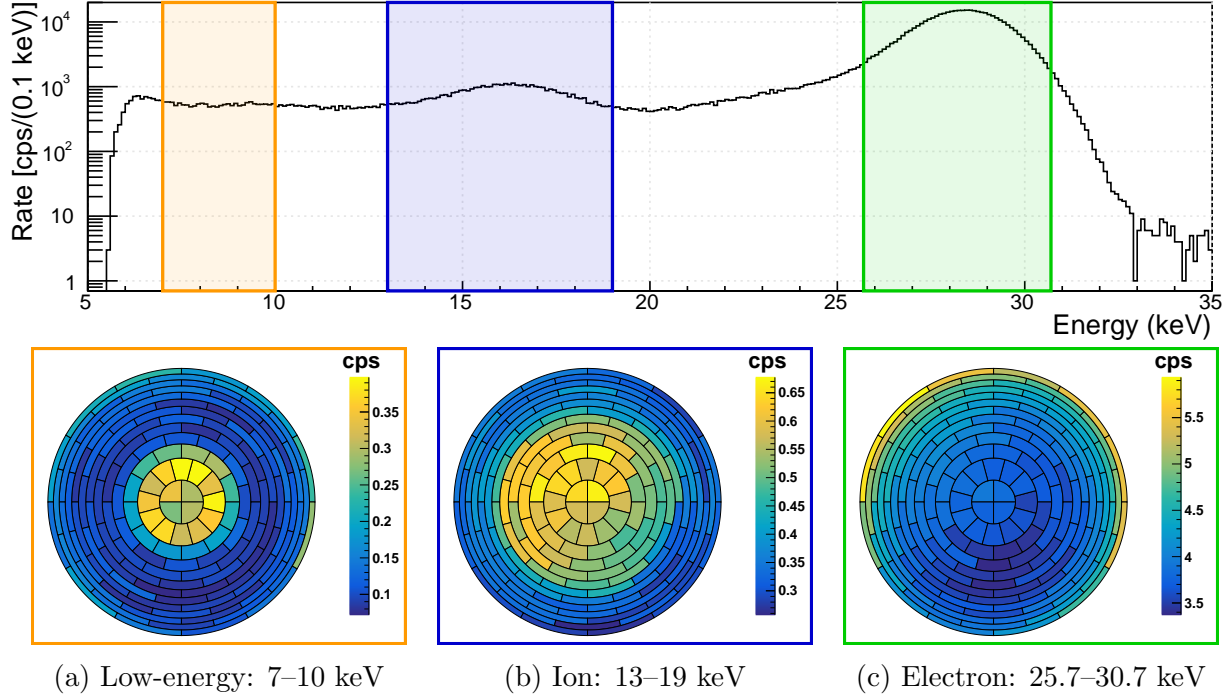 Rate [cps/(0.1 keV)]
10⁴
10³
10²
10
1
5 10 15 20 25 30 35
Energy (keV)
cps
0.35
0.3
0.25
0.2
0.15
0.1
cps
0.65
0.6
0.55
0.5
0.45
0.4
0.35
0.3
cps
5.5
5
4.5
4
3.5
(a) Low-energy: 7–10 keV
(b) Ion: 13–19 keV
(c) Electron: 25.7–30.7 keV